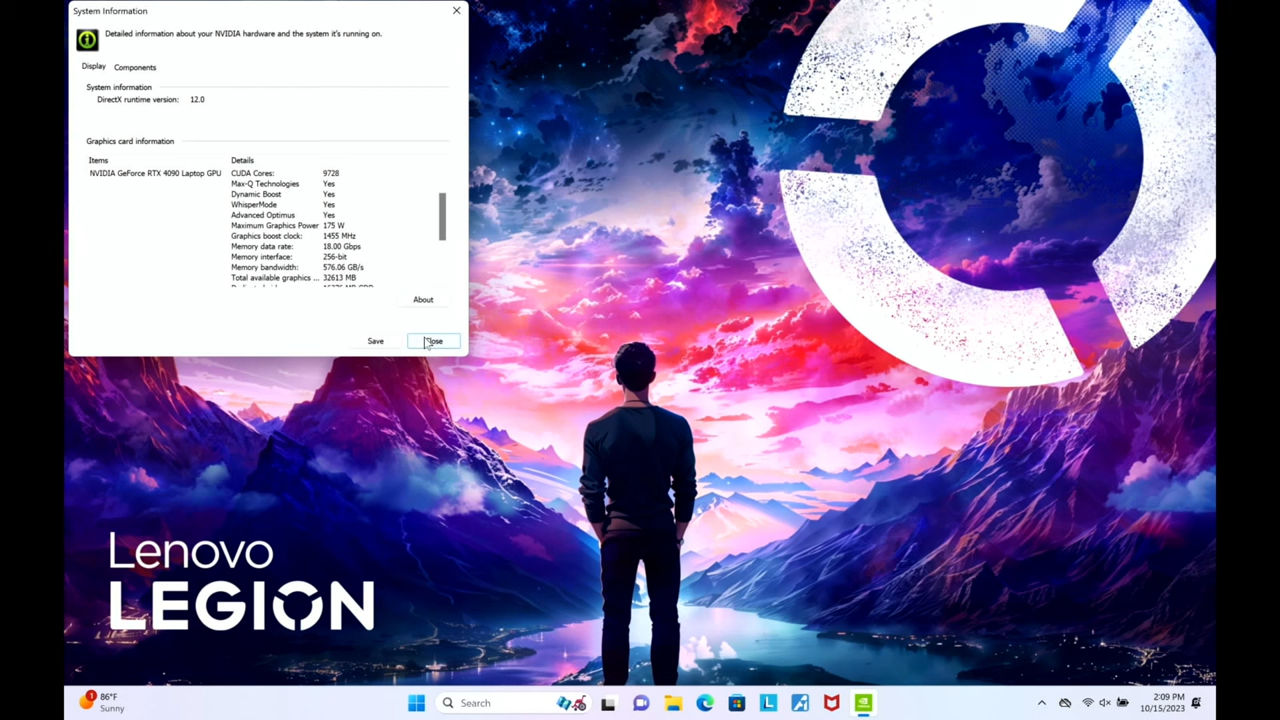 System Information
Detailed information about your NVIDIA hardware and the system it's running on.
Display Components
System information
DirectX runtime version: 12.0
Graphics card information
Items Details
NVIDIA GeForce RTX 4090 Laptop GPU CUDA Cores: 9728
Max-Q Technologies Yes
Dynamic Boost Yes
WhisperMode Yes
Advanced Optimus Yes
Maximum Graphics Power 175 W
Graphics boost clock: 1455 MHz
Memory data rate: 18.00 Gbps
Memory interface: 256-bit
Memory bandwidth: 576.06 GB/s
Total available graphics ... 32613 MB
About
Save Close
Lenovo
LEGION
1 86°F
Sunny
Search
L
2:09 PM
10/15/2023